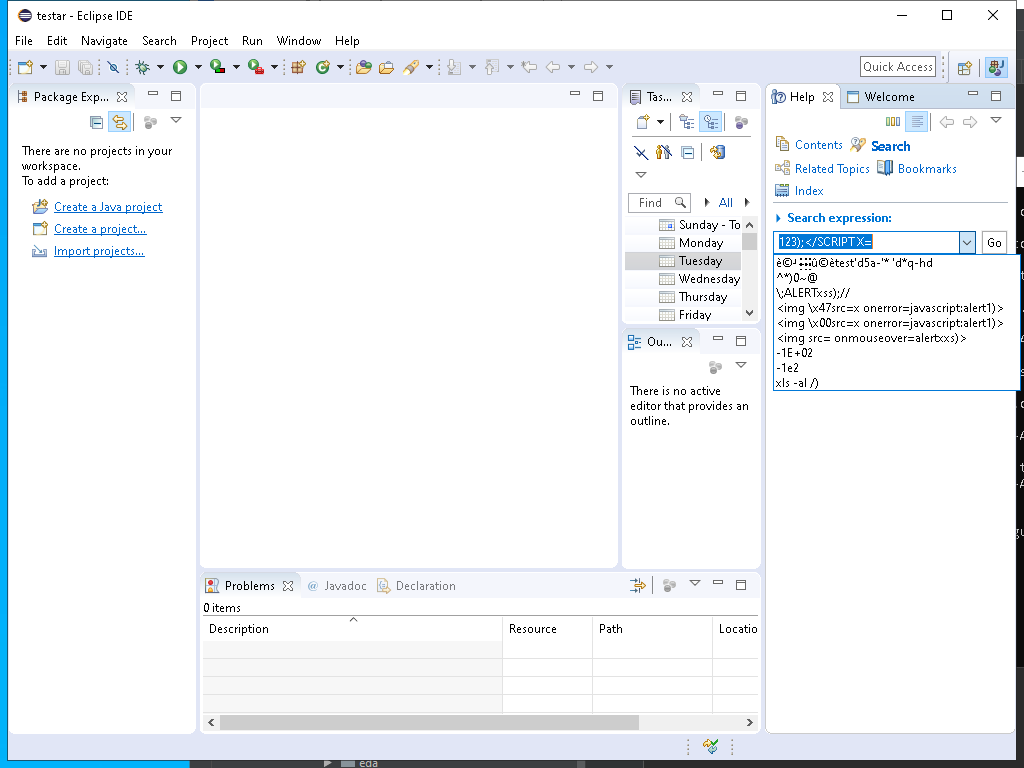 testar - Eclipse IDE
File Edit Navigate Search Project Run Window Help
Quick Access
Package Exp...
There are no projects in your
workspace.
To add a project:
Create a Java project
Create a project...
Import projects...
Tas...
Find
All
Sunday - To
Monday
Tuesday
Wednesday
Thursday
Friday
Ou...
There is no active
editor that provides an
outline.
Help
Welcome
Contents
Search
Related Topics
Bookmarks
Index
Search expression:
123);</SCRIPT X=
Go
^*)0~@
\;ALERTxss);//
<img \x47src=x onerror=javascript:alert1)>
<img \x00src=x onerror=javascript:alert1)>
<img src= onmouseover=alertxxs)>
-1E+02
-1e2
xls -al /)
Problems
@ Javadoc
Declaration
0 items
Description
Resource
Path
Locatio
eda